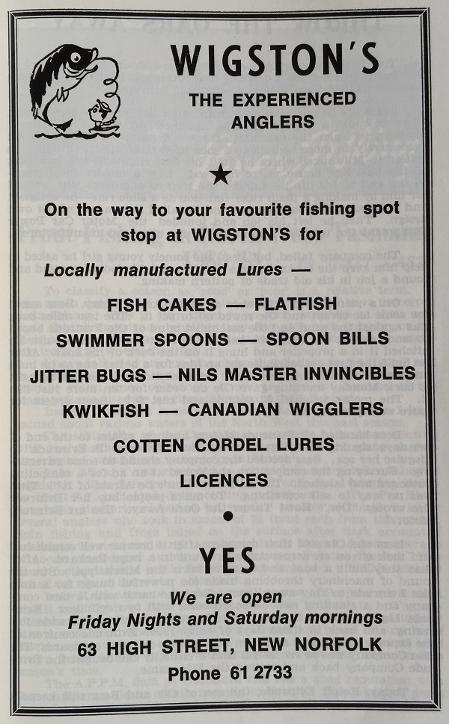 WIGSTON'S
THE EXPERIENCED
ANGLERS
On the way to your favourite fishing spot
stop at WIGSTON'S for
Locally manufactured Lures —
FISH CAKES — FLATFISH
SWIMMER SPOONS — SPOON BILLS
JITTER BUGS — NILS MASTER INVINCIBLES
KWIKFISH — CANADIAN WIGGLERS
COTTEN CORDEL LURES
LICENCES
•
YES
We are open
Friday Nights and Saturday mornings
63 HIGH STREET, NEW NORFOLK
Phone 61 2733